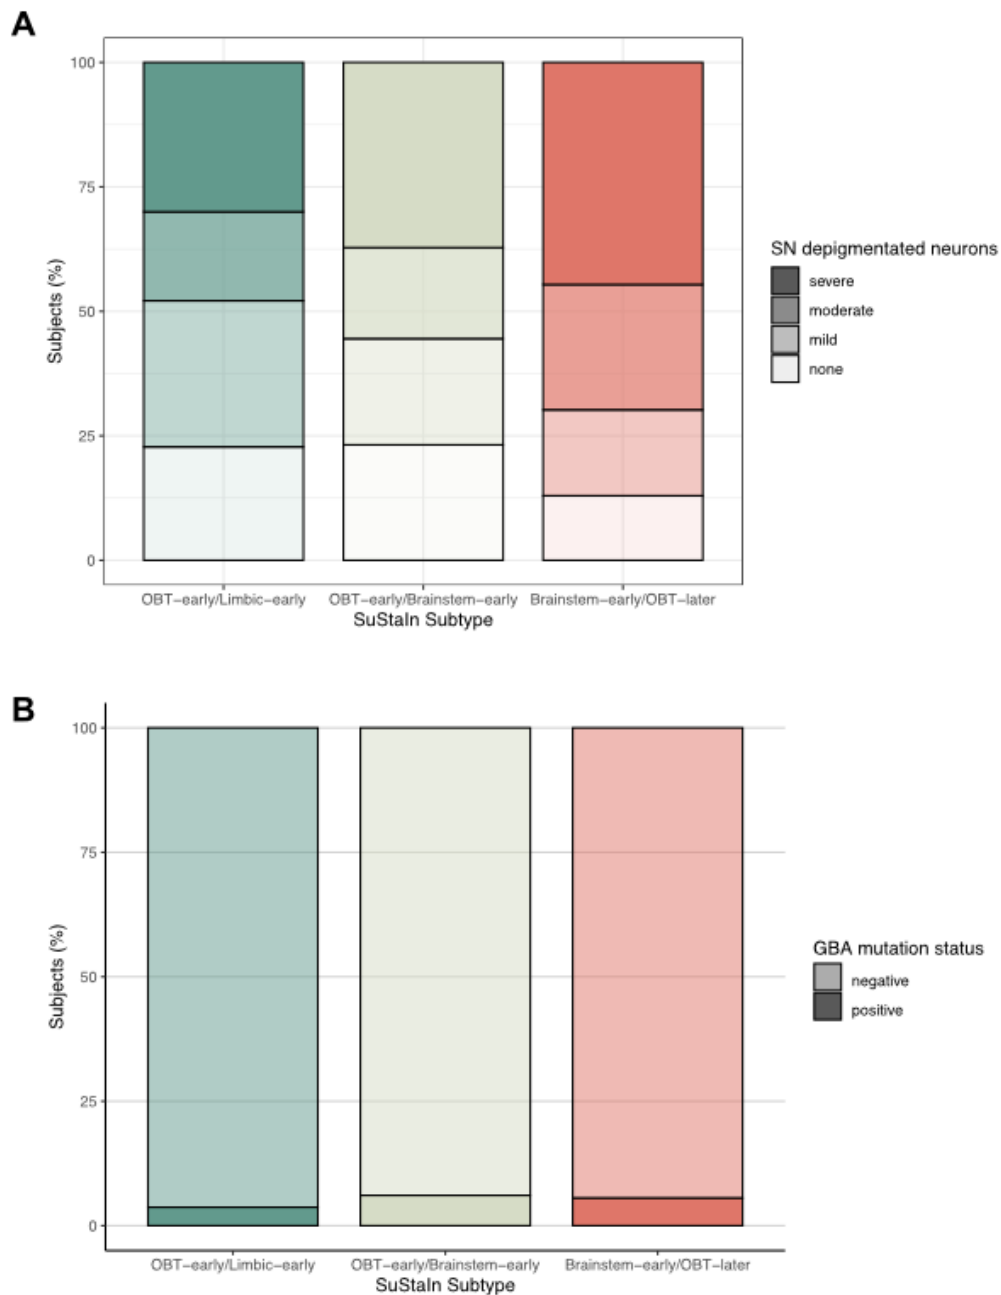 A
100
75
50
25
0
Subjects (%)
OBT-early/Limbic-early
OBT-early/Brainstem-early
Brainstem-early/OBT-later
SuStaIn Subtype
SN depigmentated neurons
severe
moderate
mild
none
B
100
75
50
25
0
Subjects (%)
OBT-early/Limbic-early
OBT-early/Brainstem-early
Brainstem-early/OBT-later
SuStaIn Subtype
GBA mutation status
negative
positive